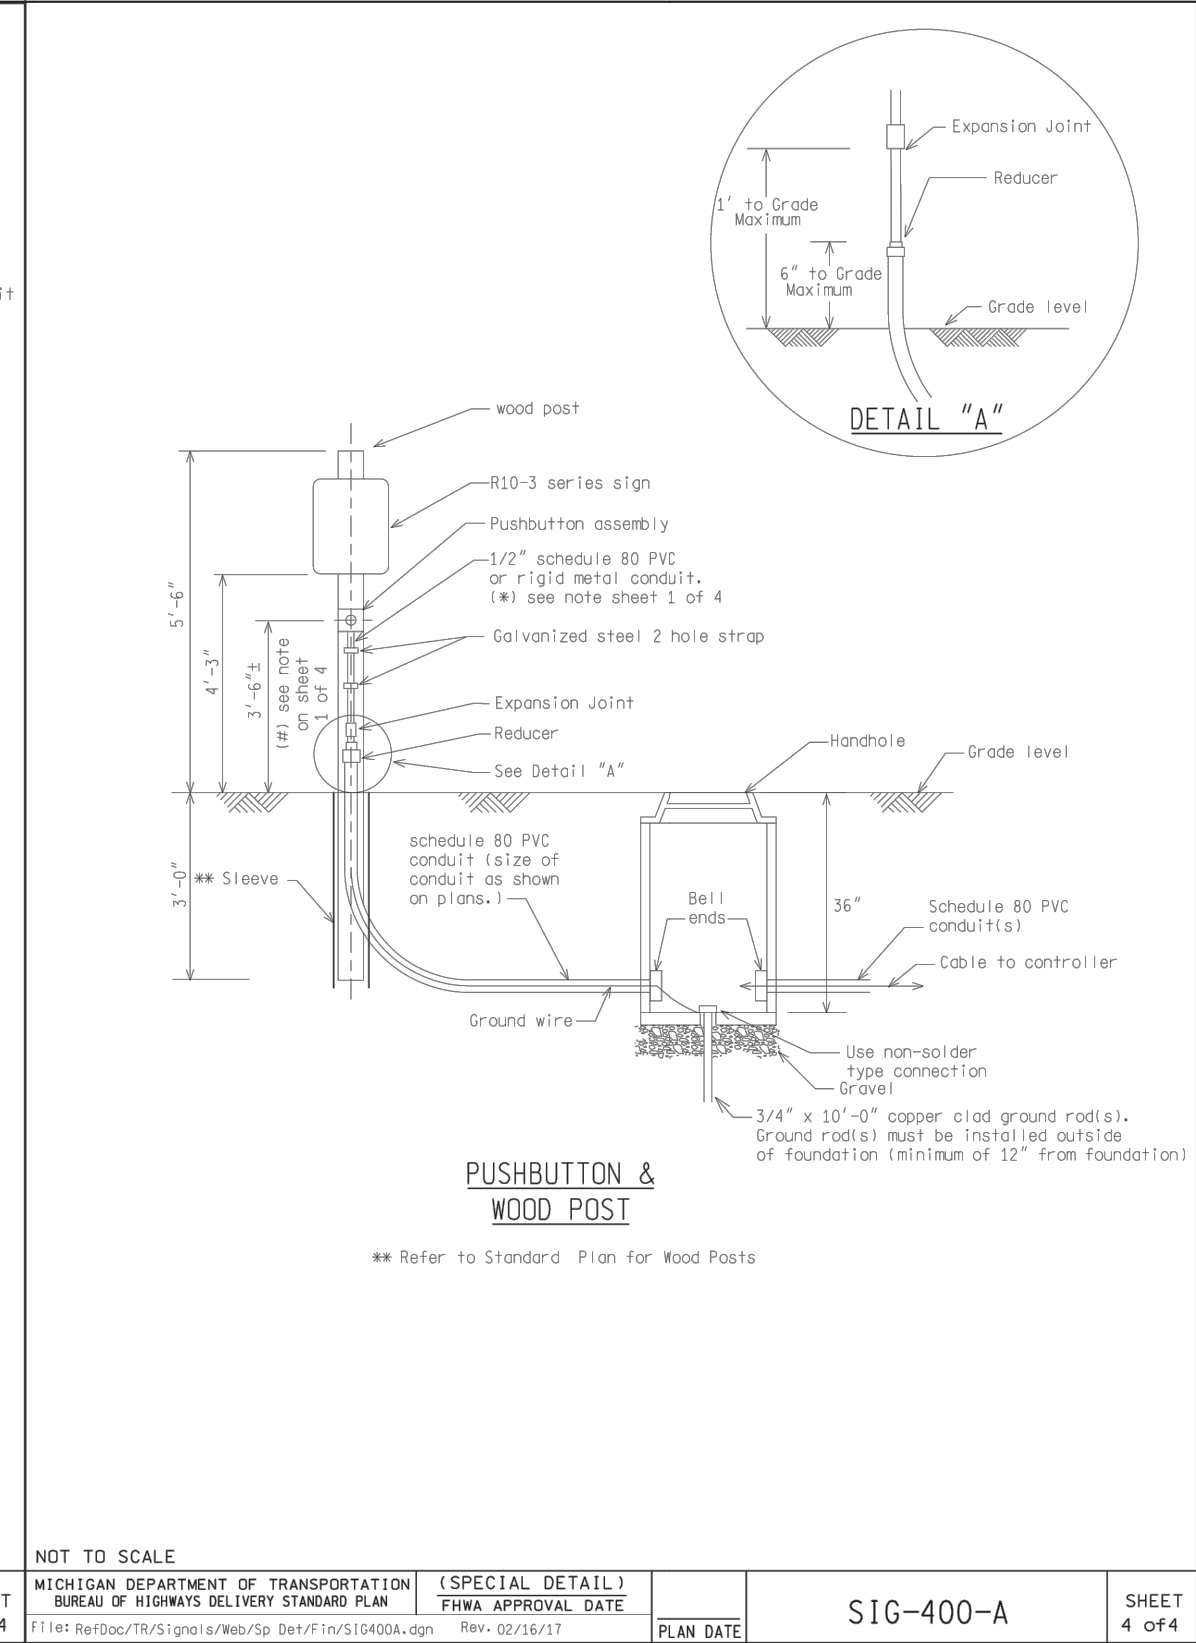 Expansion Joint
Reducer
1' to Grade
Maximum
6" to Grade
Maximum
Grade level
DETAIL "A"
it
wood post
R10-3 series sign
Pushbutton assembly
1/2" schedule 80 PVC
or rigid metal conduit.
(*) see note sheet 1 of 4
Galvanized steel 2 hole strap
5'-6"
4'-3"
3'-6"±
(#) see note
on sheet
1 of 4
Expansion Joint
Reducer
See Detail "A"
Handhole
Grade level
3'-0"
** Sleeve
schedule 80 PVC
conduit (size of
conduit as shown
on plans.)
Bell
ends
36"
Schedule 80 PVC
conduit(s)
Cable to controller
Ground wire
Use non-solder
type connection
Gravel
3/4" x 10'-0" copper clad ground rod(s).
Ground rod(s) must be installed outside
of foundation (minimum of 12" from foundation)
PUSHBUTTON &
WOOD POST
** Refer to Standard Plan for Wood Posts
NOT TO SCALE
T
4
MICHIGAN DEPARTMENT OF TRANSPORTATION
BUREAU OF HIGHWAYS DELIVERY STANDARD PLAN
(SPECIAL DETAIL)
FHWA APPROVAL DATE
File: RefDoc/TR/Signals/Web/Sp Det/Fin/SIG400A.dgn Rev. 02/16/17
PLAN DATE
SIG-400-A
SHEET
4 of4